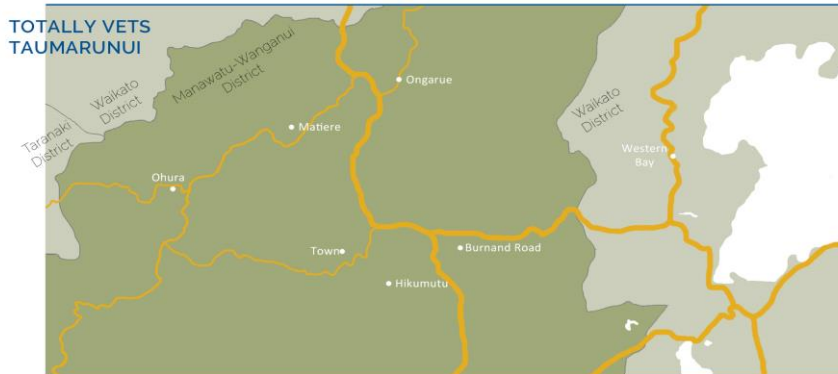 TOTALLY VETS
TAUMARUNUI
Taranaki
District
Waikato
District
Manawatu-Wanganui
District
Ongarue
Matiere
Waikato
District
Western
Bay
Ohura
Town
Burnand Road
Hikumutu